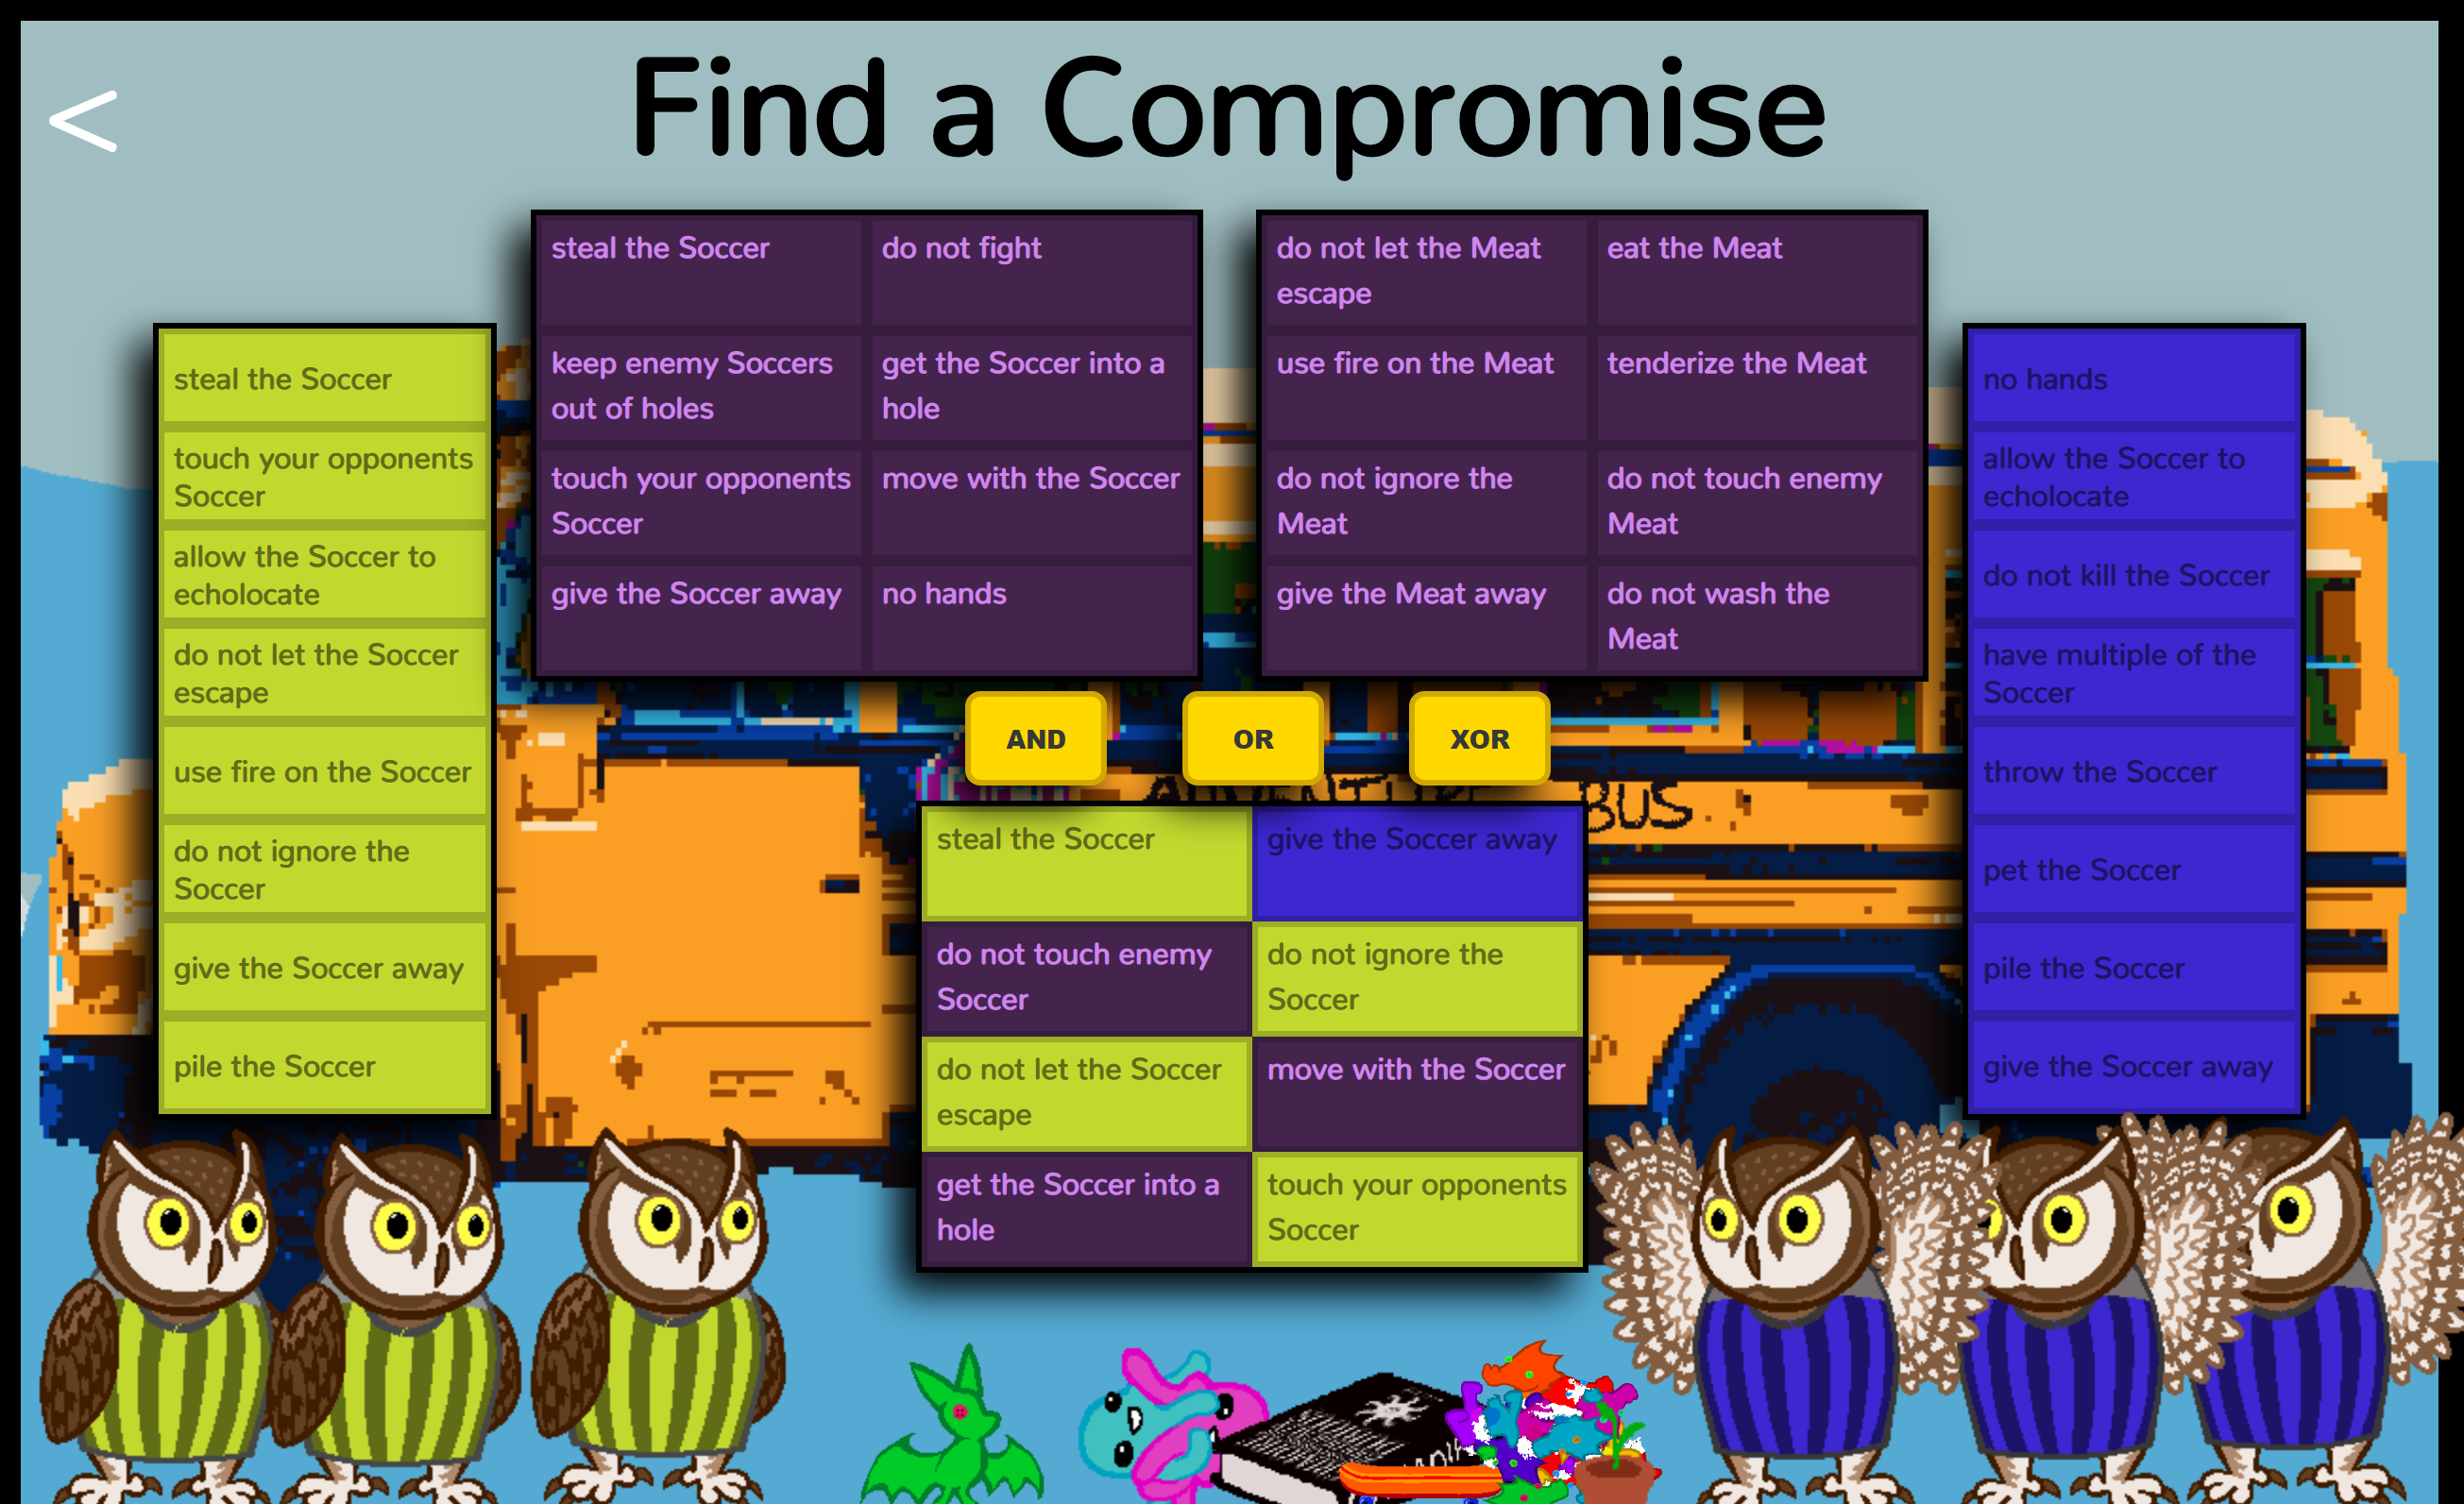 <
Find a Compromise
steal the Soccer
touch your opponents
Soccer
allow the Soccer to
echolocate
do not let the Soccer
escape
use fire on the Soccer
do not ignore the
Soccer
give the Soccer away
pile the Soccer
steal the Soccer
do not fight
keep enemy Soccers
out of holes
get the Soccer into a
hole
touch your opponents
Soccer
move with the Soccer
give the Soccer away
no hands
do not let the Meat
escape
eat the Meat
use fire on the Meat
tenderize the Meat
do not ignore the
Meat
do not touch enemy
Meat
give the Meat away
do not wash the
Meat
no hands
allow the Soccer to
echolocate
do not kill the Soccer
have multiple of the
Soccer
throw the Soccer
pet the Soccer
pile the Soccer
give the Soccer away
AND
OR
XOR
ADVENTURE BUS
steal the Soccer
give the Soccer away
do not touch enemy
Soccer
do not ignore the
Soccer
do not let the Soccer
escape
move with the Soccer
get the Soccer into a
hole
touch your opponents
Soccer